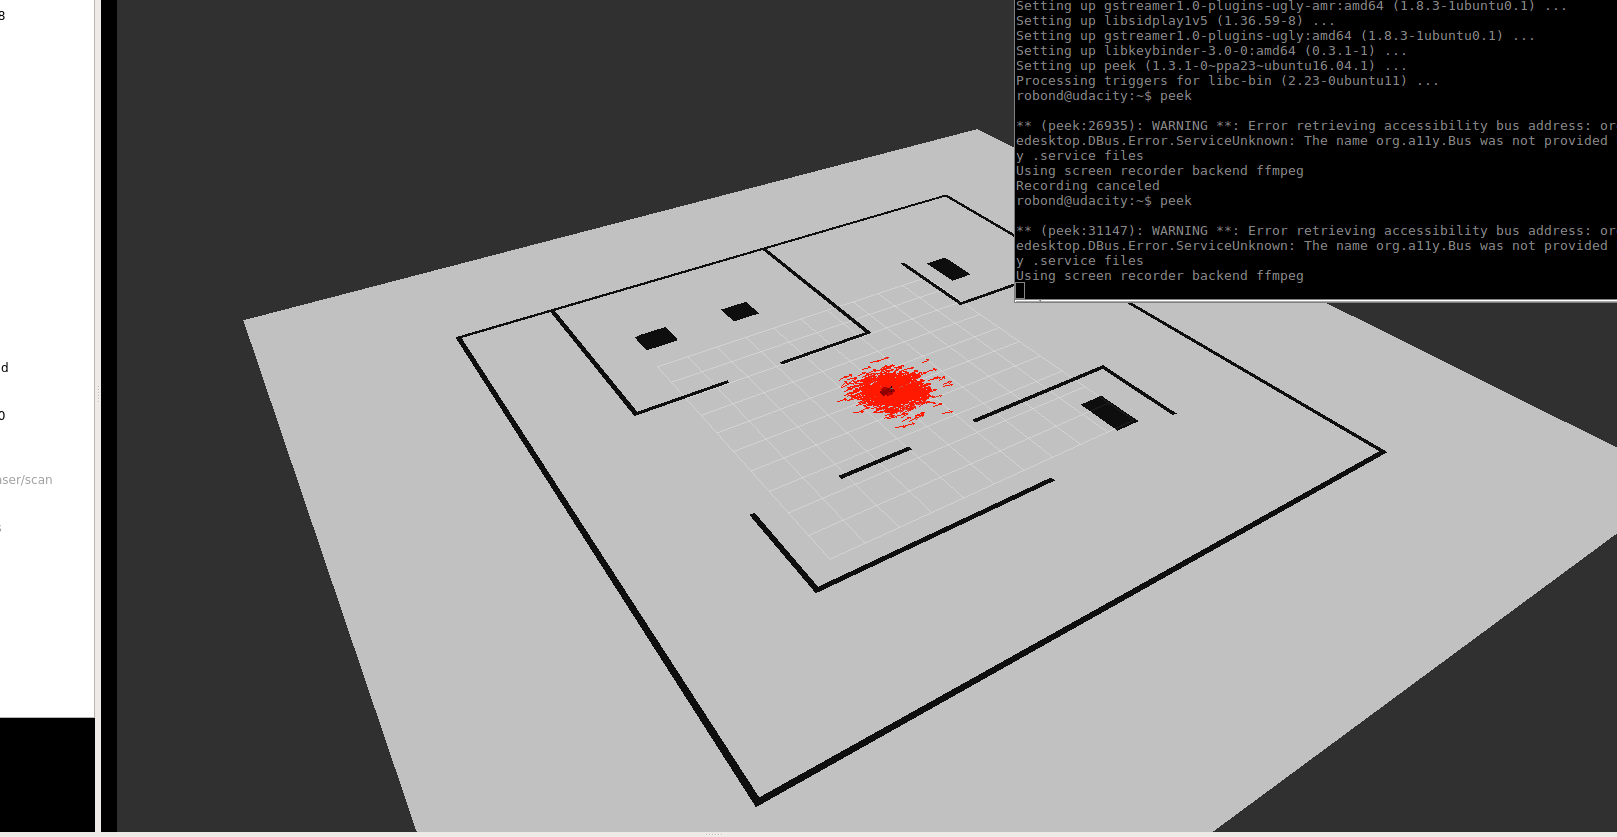 8
d
0
ser/scan
Setting up gstreamer1.0-plugins-ugly-amr:amd64 (1.8.3-1ubuntu0.1) ...
Setting up libsidplay1v5 (1.36.59-8) ...
Setting up gstreamer1.0-plugins-ugly:amd64 (1.8.3-1ubuntu0.1) ...
Setting up libkeybinder-3.0-0:amd64 (0.3.1-1) ...
Setting up peek (1.3.1-0~ppa23~ubuntu16.04.1) ...
Processing triggers for libc-bin (2.23-0ubuntu11) ...
robond@udacity:~$ peek
** (peek:26935): WARNING **: Error retrieving accessibility bus address: or
edesktop.DBus.Error.ServiceUnknown: The name org.a11y.Bus was not provided
y .service files
Using screen recorder backend ffmpeg
Recording canceled
robond@udacity:~$ peek
** (peek:31147): WARNING **: Error retrieving accessibility bus address: or
edesktop.DBus.Error.ServiceUnknown: The name org.a11y.Bus was not provided
y .service files
Using screen recorder backend ffmpeg